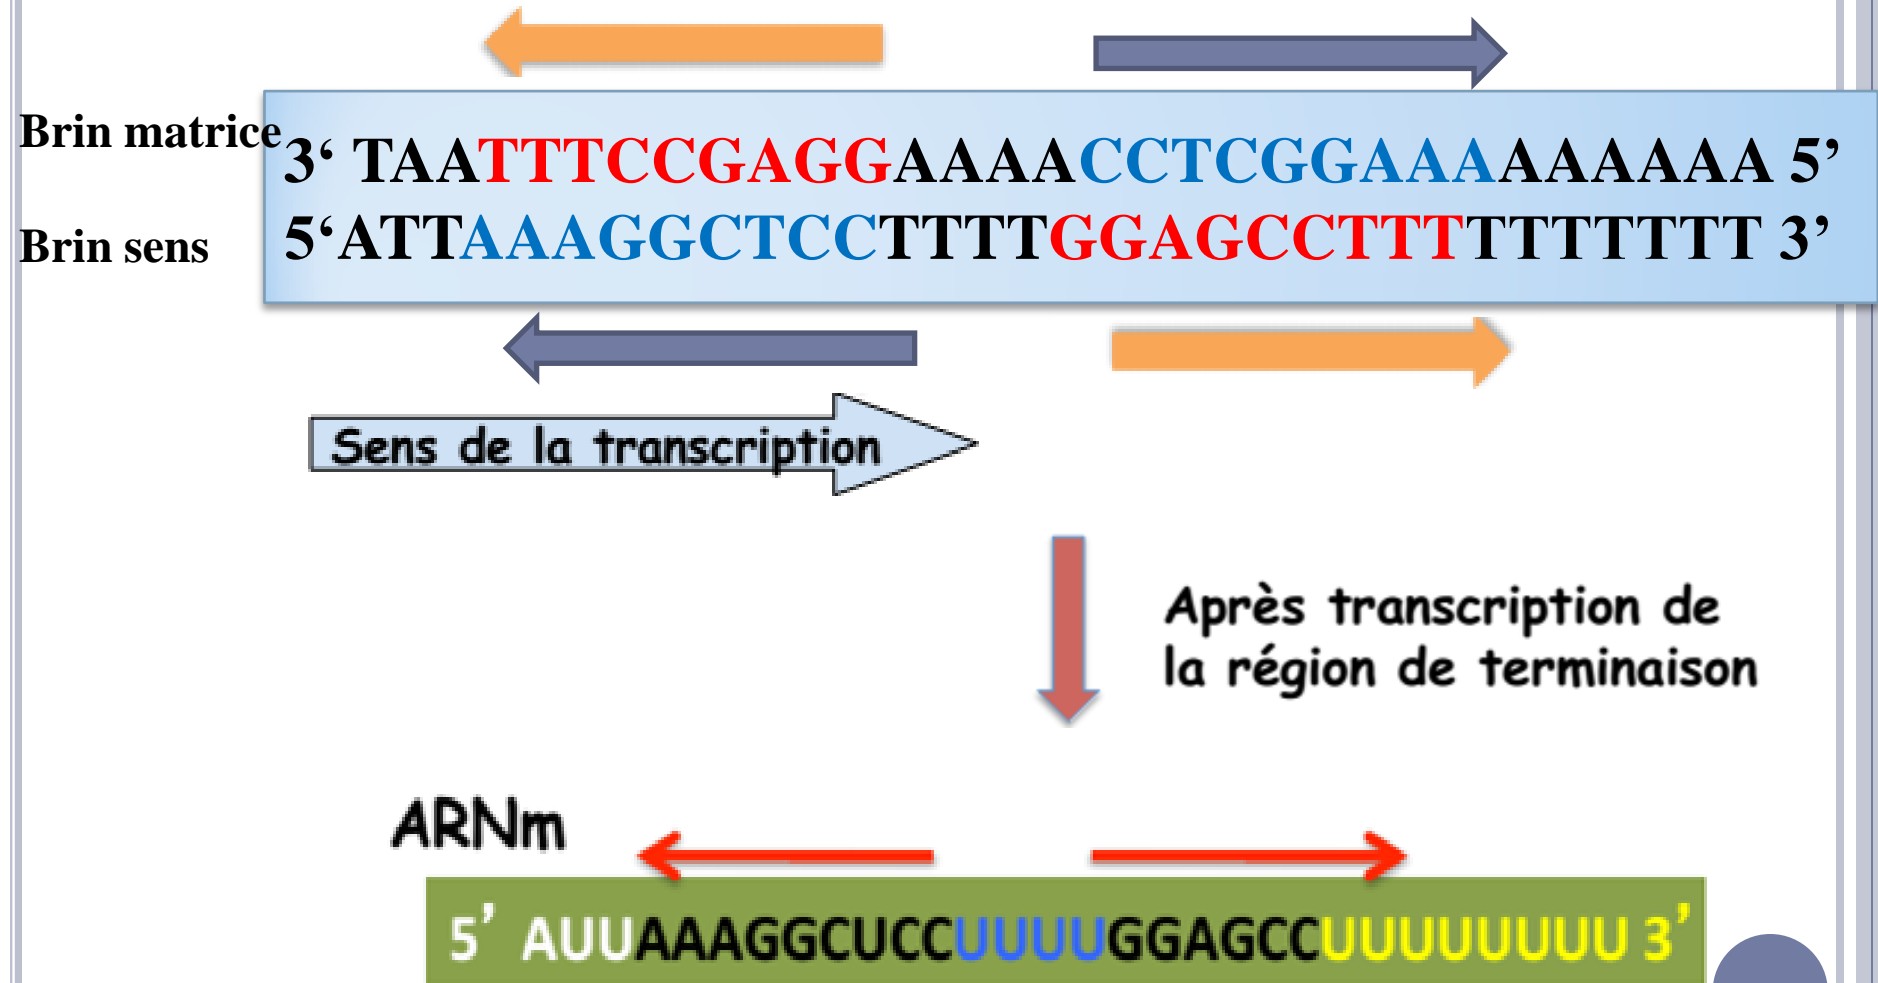 Brin matrice
3‘ TAATTTCCGAGGAAAACCTCGGAAAAAAAAA 5’
Brin sens
5‘ATTAAAGGCTCCTTTTGGAGCCTTTTTTTTTT 3’
Sens de la transcription
Après transcription de
la région de terminaison
ARNm
5’ AUUAAAGGCUCCUUUUGGAGCCUUUUUUUU 3’